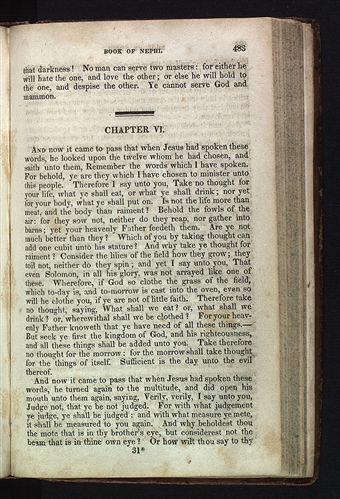 BOOK OF NEPHI. 483
that darkness! No man can serve two masters: for either he
will hate the one, and love the other; or else he will hold to
the one, and despise the other. Ye cannot serve God and
mammon.
CHAPTER VI.
AND now it came to pass that when Jesus had spoken these
words, he looked upon the twelve whom he had chosen, and
saith unto them, Remember the words which I have spoken.
For behold, ye are they which I have chosen to minister unto
this people. Therefore I say unto you, Take no thought for
your life, what ye shall eat, or what ye shall drink; nor yet
for your body, what ye shall put on. Is not the life more than
meat, and the body than raiment? Behold the fowls of the
air: for they sow not, neither do they reap, nor gather into
barns; yet your heavenly Father feedeth them. Are ye not
much better than they? Which of you by taking thought can
add one cubit unto his stature? And why take ye thought for
raiment? Consider the lilies of the field how they grow; they
toil not, neither do they spin; and yet I say unto you, That
even Solomon, in all his glory, was not arrayed like one of
these. Wherefore, if God so clothe the grass of the field,
which to-day is, and to-morrow is cast into the oven, even so
will he clothe you, if ye are not of little faith. Therefore take
no thought, saying, What shall we eat? or, what shall we
drink? or, wherewithal shall we be clothed? For your heav-
enly Father knoweth that ye have need of all these things.—
But seek ye first the kingdom of God, and his righteousness,
and all these things shall be added unto you. Take therefore
no thought for the morrow: for the morrow shall take thought
for the things of itself. Sufficient is the day unto the evil
thereof.
And now it came to pass that when Jesus had spoken these
words, he turned again to the multitude, and did open his
mouth unto them again, saying, Verily, verily, I say unto you,
Judge not, that ye be not judged. For with what judgement
ye judge, ye shall be judged: and with what measure ye mete,
it shall be measured to you again. And why beholdest thou
the mote that is in thy brother's eye, but considerest not the
beam that is in thine own eye? Or how wilt thou say to thy
31*